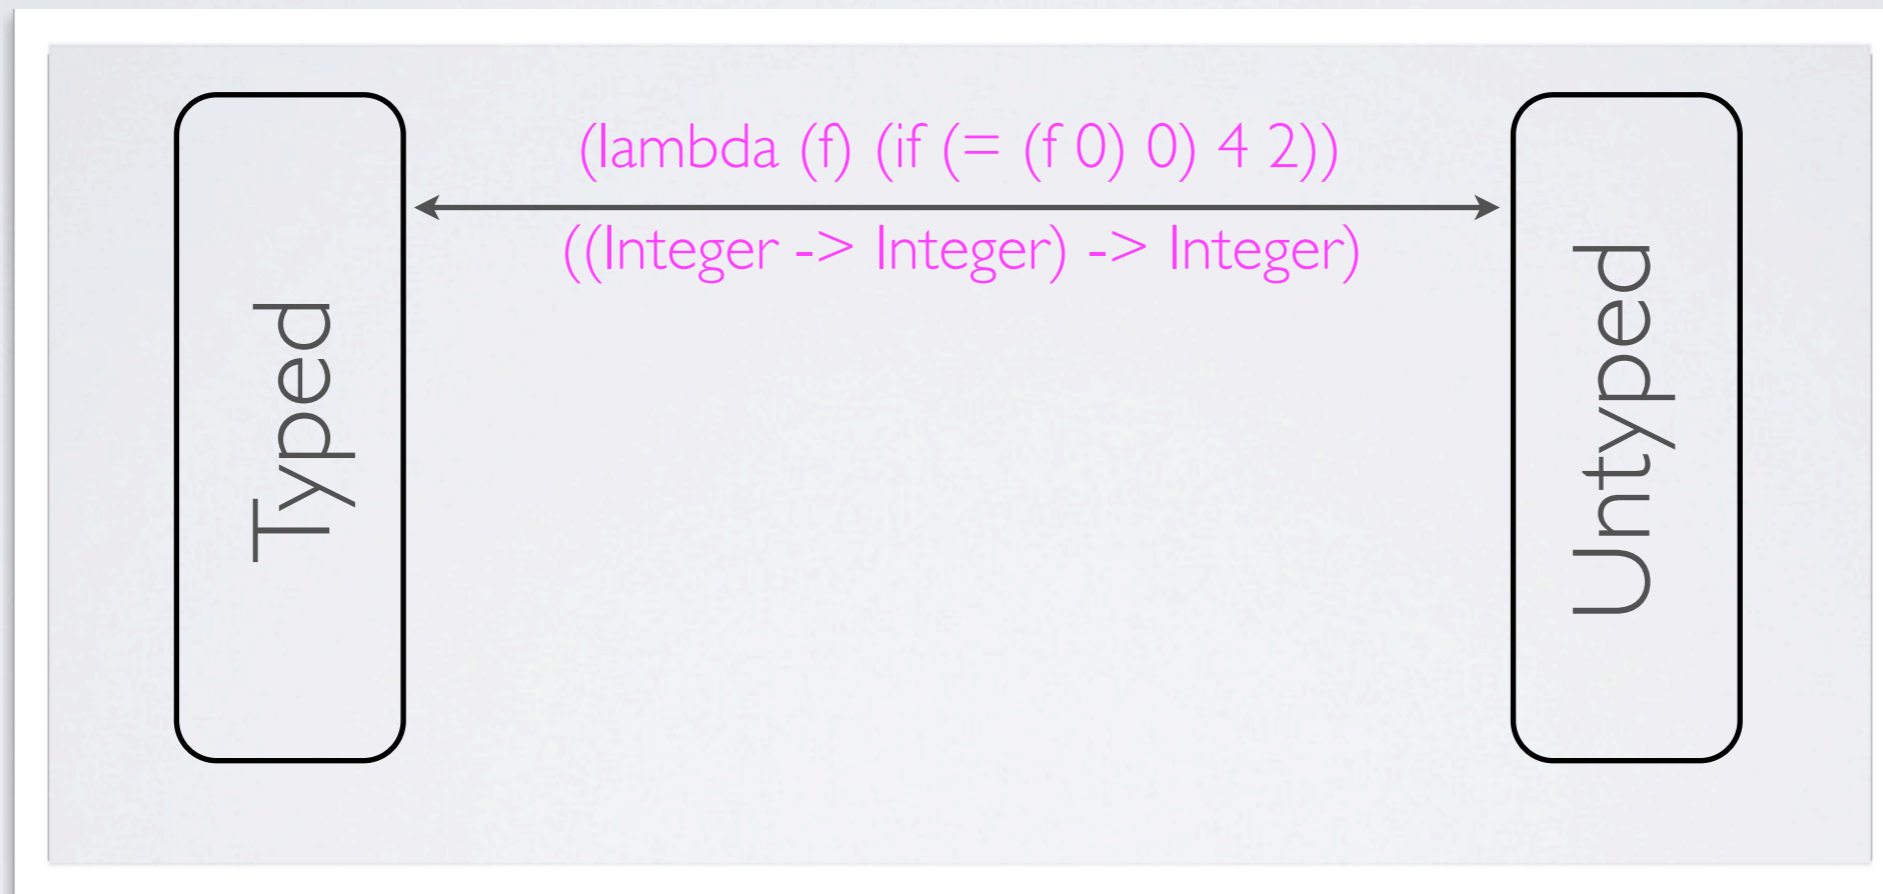 (lambda (f) (if (= (f 0) 0) 4 2))
((Integer -> Integer) -> Integer)
Typed
Untyped